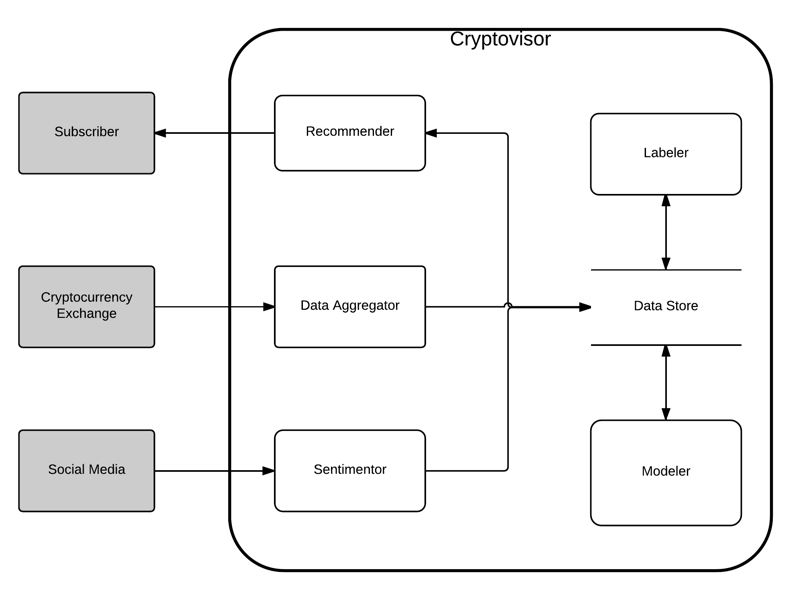 Cryptovisor
Subscriber
Recommender
Labeler
Cryptocurrency
Exchange
Data Aggregator
Data Store
Social Media
Sentimentor
Modeler